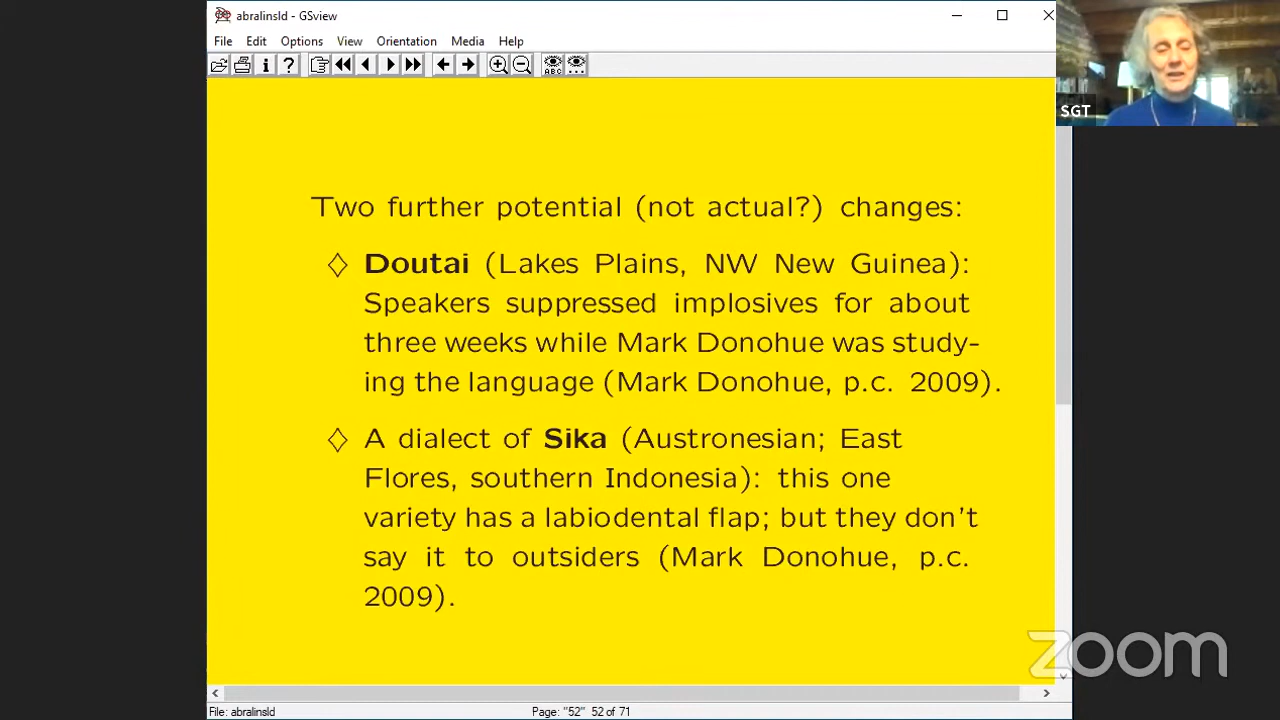 abralinsld - GSview
File Edit Options View Orientation Media Help
SGT
Two further potential (not actual?) changes:
◇ Doutai (Lakes Plains, NW New Guinea):
Speakers suppressed implosives for about
three weeks while Mark Donohue was study-
ing the language (Mark Donohue, p.c. 2009).
◇ A dialect of Sika (Austronesian; East
Flores, southern Indonesia): this one
variety has a labiodental flap; but they don't
say it to outsiders (Mark Donohue, p.c.
2009).
zoom
File: abralinsld Page: "52" 52 of 71